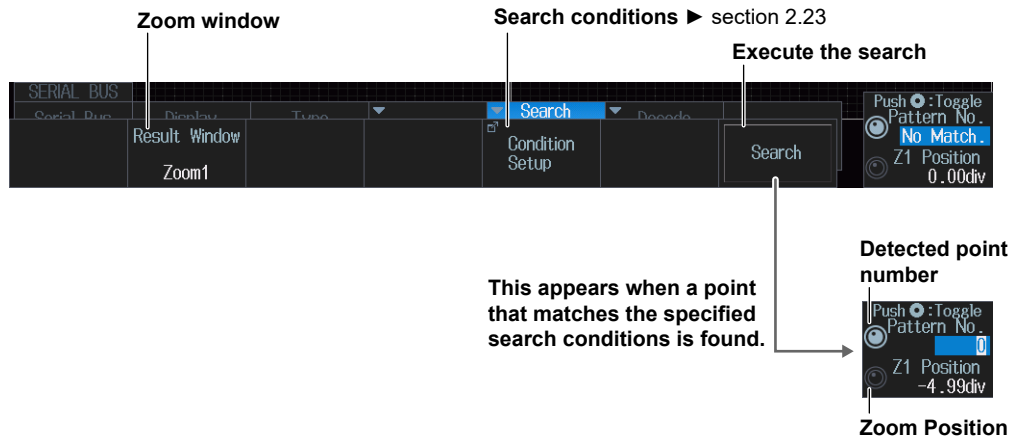 Zoom window
Search conditions ► section 2.23
Execute the search
SERIAL BUS
Serial Bus Display Type Search Decode
Result Window
Zoom1
Condition
Setup
Search
Push :Toggle
Pattern No.
No Match.
Z1 Position
0.00div
Detected point
number
This appears when a point
that matches the specified
search conditions is found.
Push :Toggle
Pattern No.
0
Z1 Position
-4.99div
Zoom Position